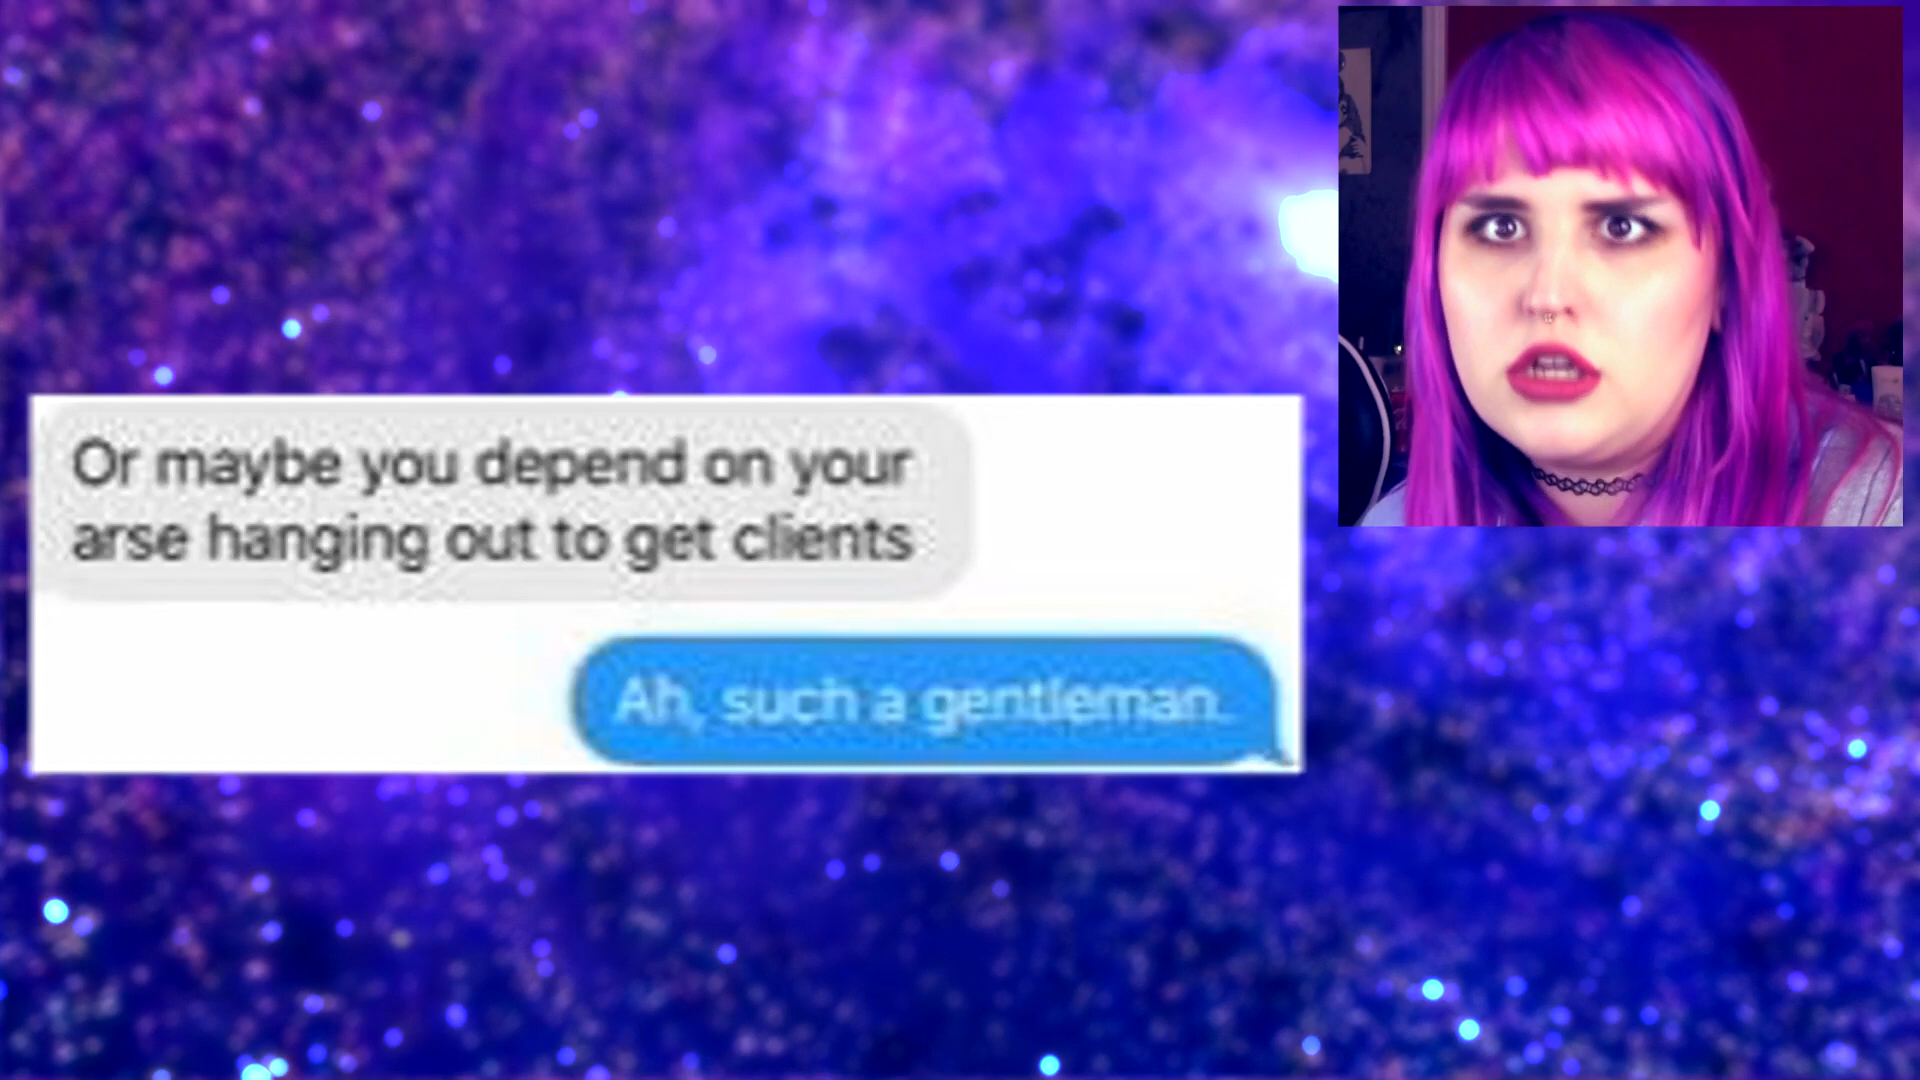 Or maybe you depend on your
arse hanging out to get clients
Ah, such a gentleman.